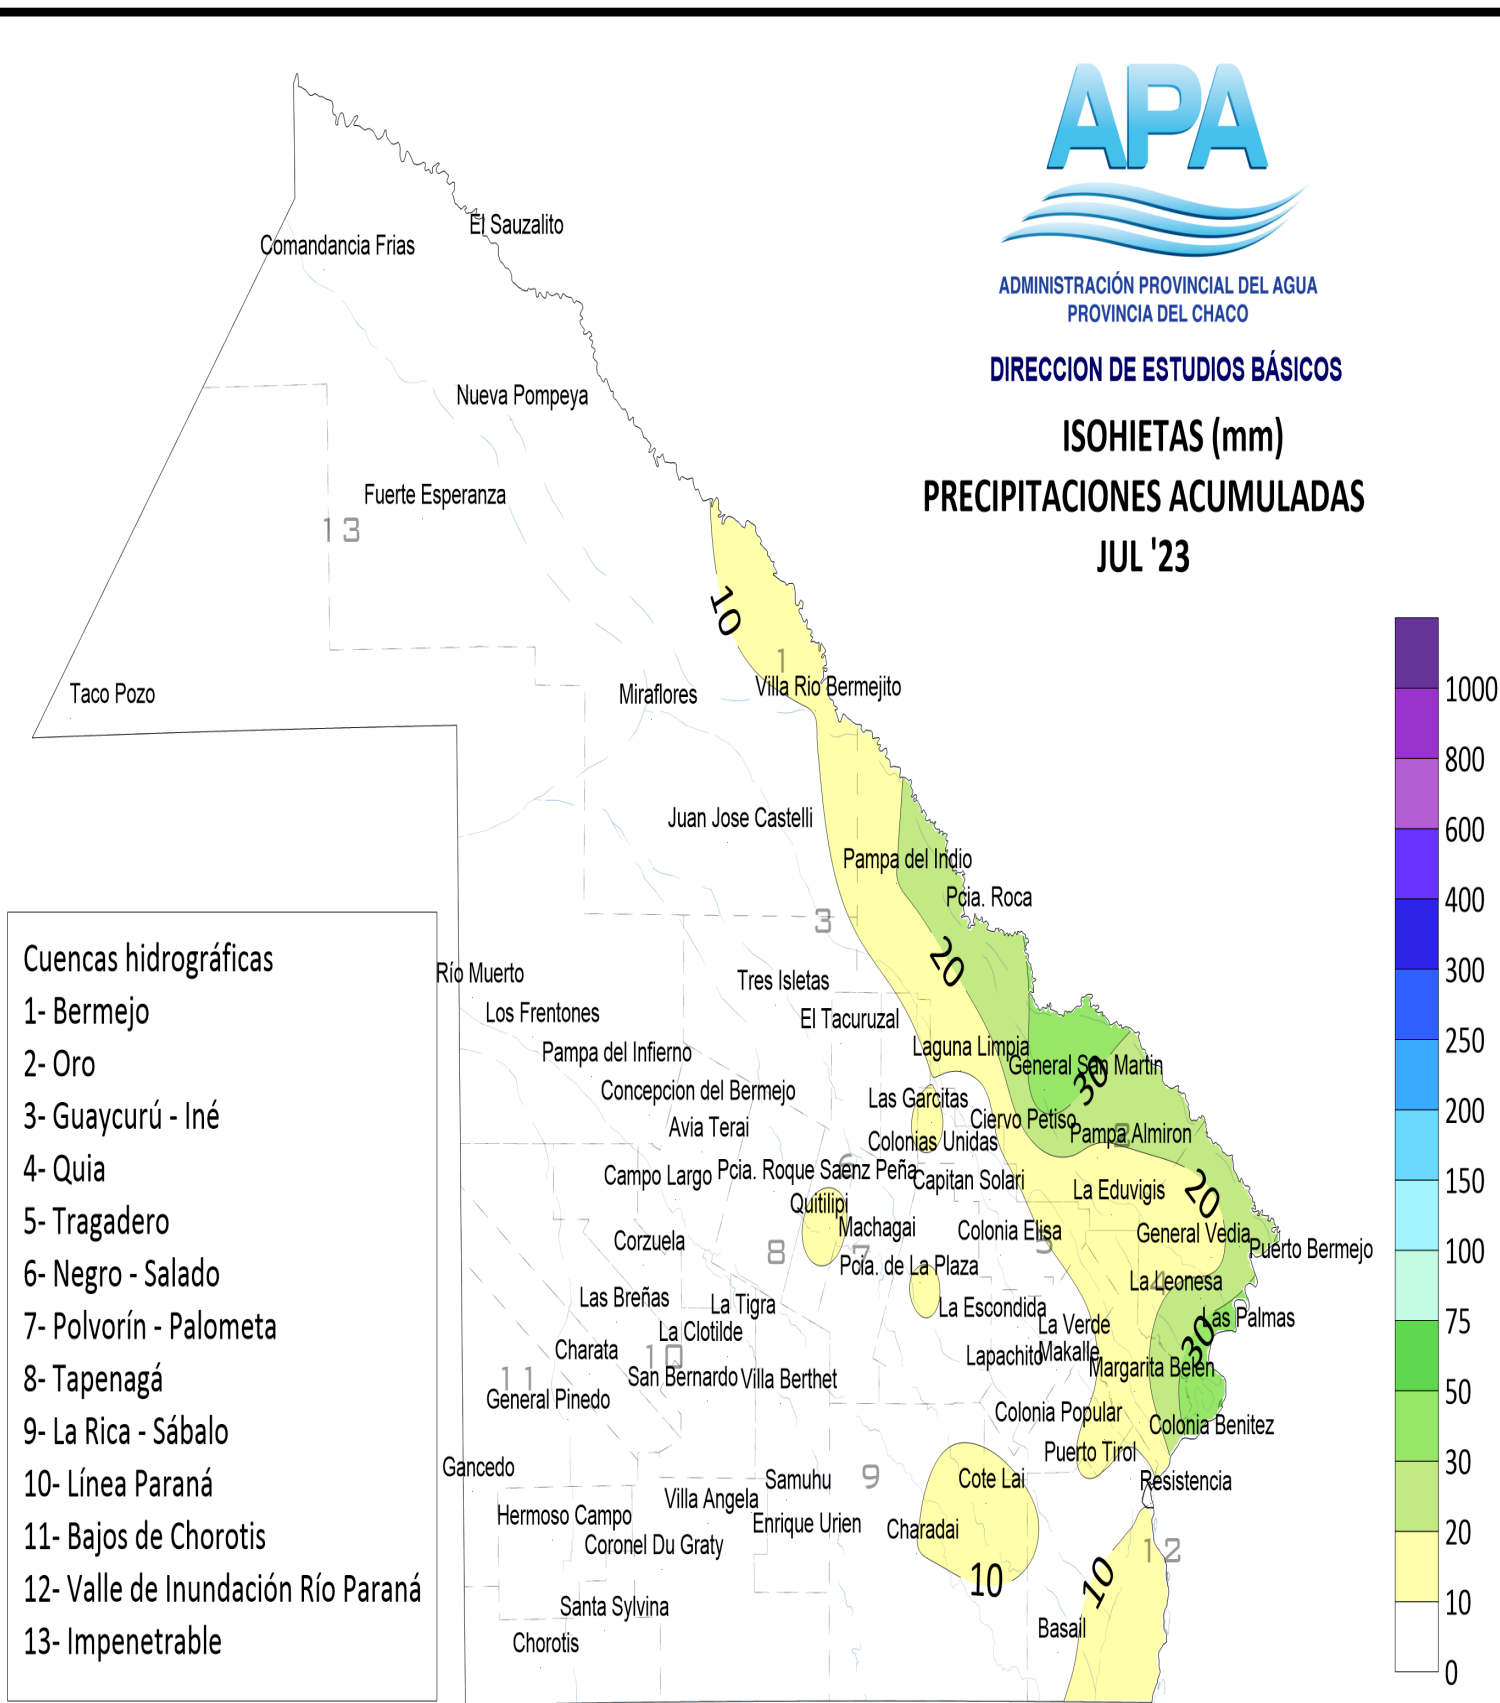 APA
ADMINISTRACIÓN PROVINCIAL DEL AGUA
PROVINCIA DEL CHACO
DIRECCION DE ESTUDIOS BÁSICOS
ISOHIETAS (mm)
PRECIPITACIONES ACUMULADAS
JUL '23
El Sauzalito
Comandancia Frias
Nueva Pompeya
Fuerte Esperanza
13
10
1
Taco Pozo
Miraflores
Villa Rio Bermejito
Juan Jose Castelli
Pampa del Indio
Pcia. Roca
3
20
Río Muerto
Tres Isletas
Los Frentones
El Tacuruzal
Pampa del Infierno
Laguna Limpia
General San Martin
30
Concepcion del Bermejo
Las Garcitas
Avia Terai
Ciervo Petiso
Colonias Unidas
Pampa Almiron
2
6
Campo Largo
Pcia. Roque Saenz Peña
Capitan Solari
La Eduvigis
20
Quitilipi
Machagai
Colonia Elisa
General Vedia
Corzuela
8
7
5
Puerto Bermejo
Pcia. de La Plaza
La Leonesa
4
Las Breñas
La Tigra
La Escondida
Las Palmas
La Clotilde
La Verde
30
Charata
10
Lapachito
Makalle
Margarita Belen
11
San Bernardo
Villa Berthet
General Pinedo
Colonia Popular
Colonia Benitez
Puerto Tirol
Gancedo
Samuhu
9
Cote Lai
Resistencia
Villa Angela
Hermoso Campo
Enrique Urien
Charadai
Coronel Du Graty
12
10
10
Santa Sylvina
Basail
Chorotis
Cuencas hidrográficas
1- Bermejo
2- Oro
3- Guaycurú - Iné
4- Quia
5- Tragadero
6- Negro - Salado
7- Polvorín - Palometa
8- Tapenagá
9- La Rica - Sábalo
10- Línea Paraná
11- Bajos de Chorotis
12- Valle de Inundación Río Paraná
13- Impenetrable
1000
800
600
400
300
250
200
150
100
75
50
30
20
10
0